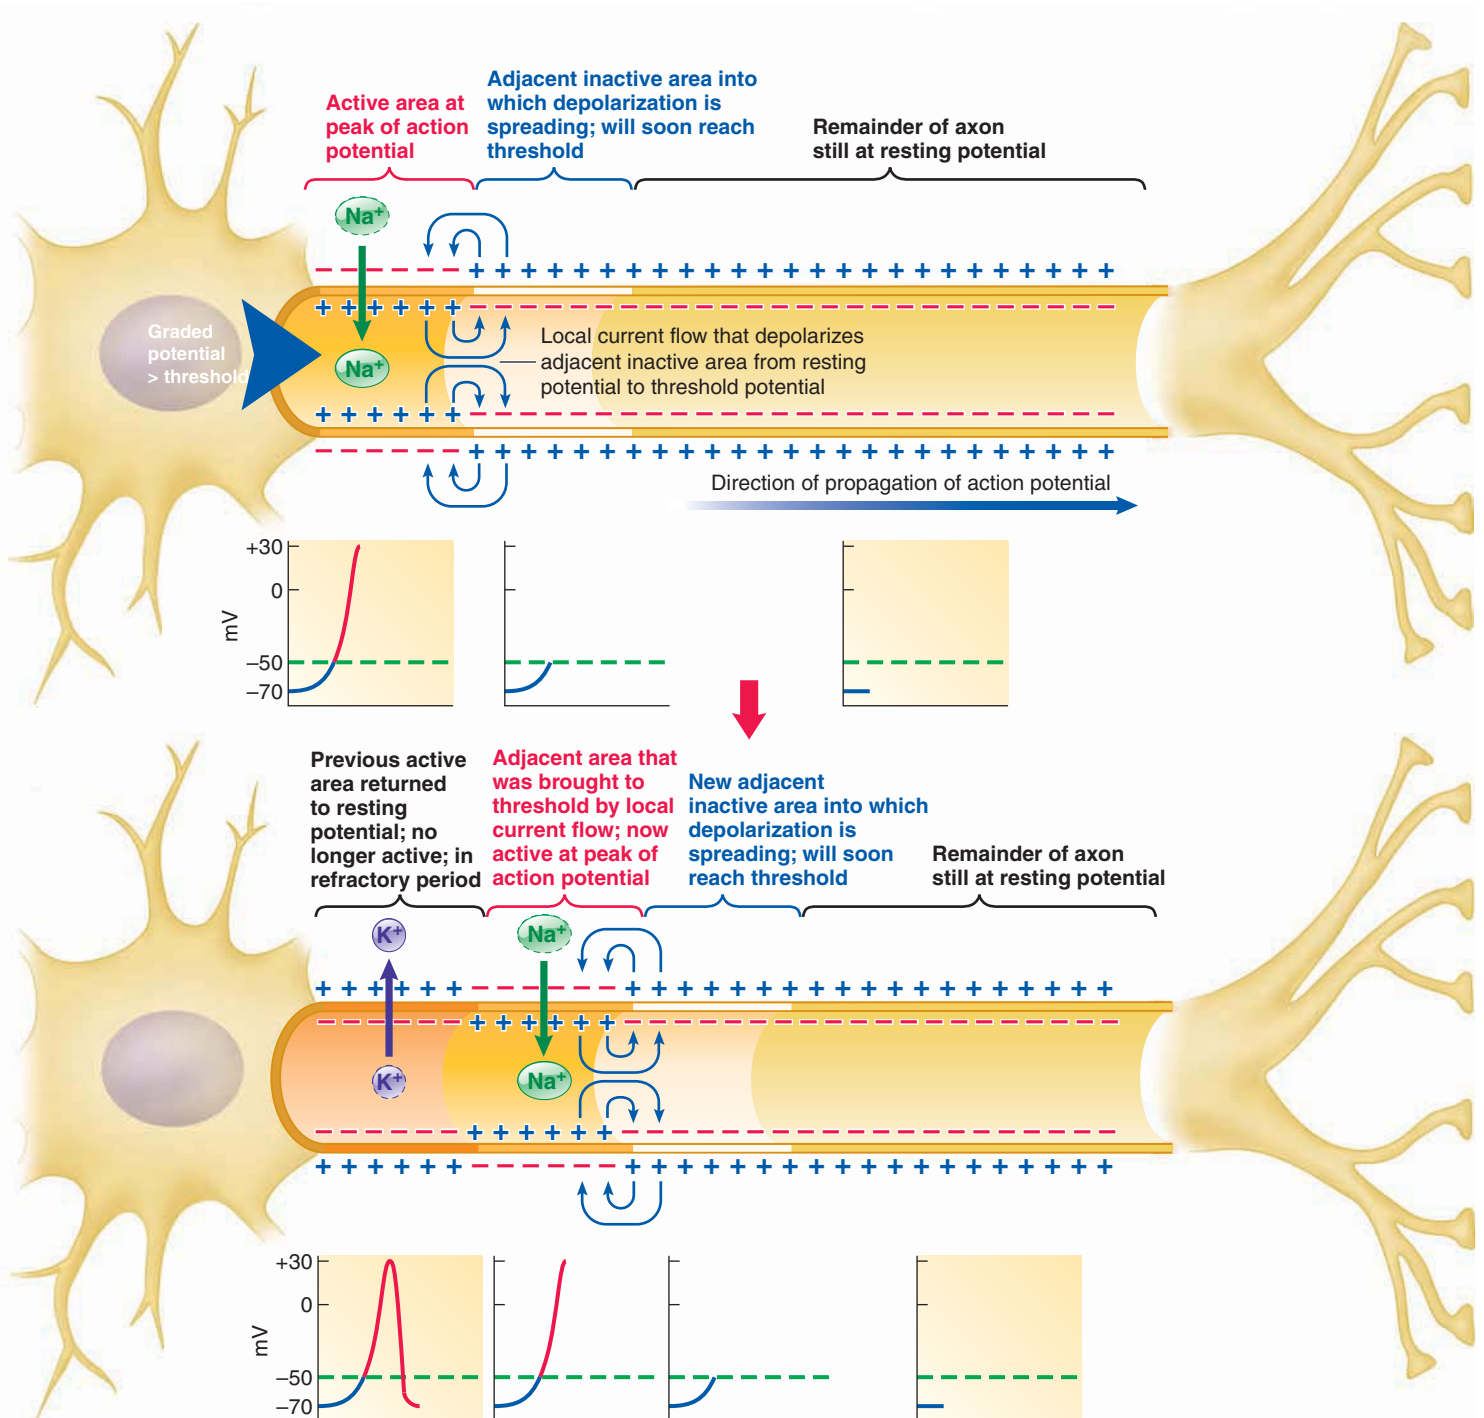 Active area at
peak of action
potential
Adjacent inactive area into
which depolarization is
spreading; will soon reach
threshold
Remainder of axon
still at resting potential
Na+
Graded
potential
> threshold
Na+
Local current flow that depolarizes
adjacent inactive area from resting
potential to threshold potential
Direction of propagation of action potential
+30
0
mV
–50
–70
Previous active
area returned
to resting
potential; no
longer active; in
refractory period
Adjacent area that
was brought to
threshold by local
current flow; now
active at peak of
action potential
New adjacent
inactive area into which
depolarization is
spreading; will soon
reach threshold
Remainder of axon
still at resting potential
K+
Na+
K+
Na+
+30
0
mV
–50
–70